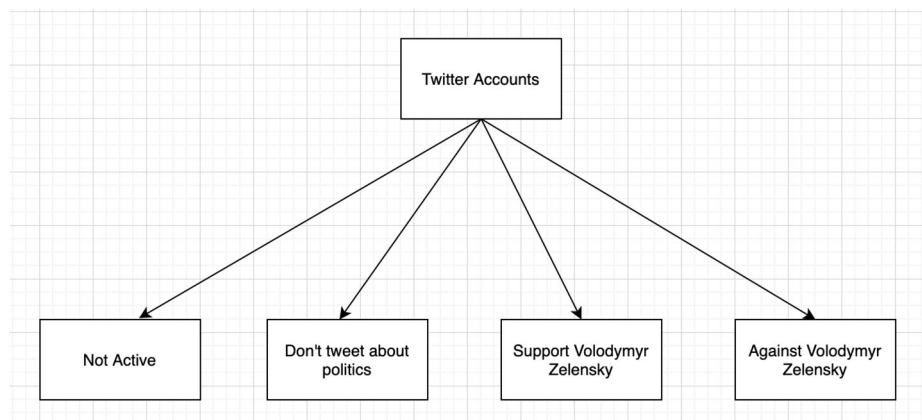 Twitter Accounts
Not Active
Don't tweet about
politics
Support Volodymyr
Zelensky
Against Volodymyr
Zelensky